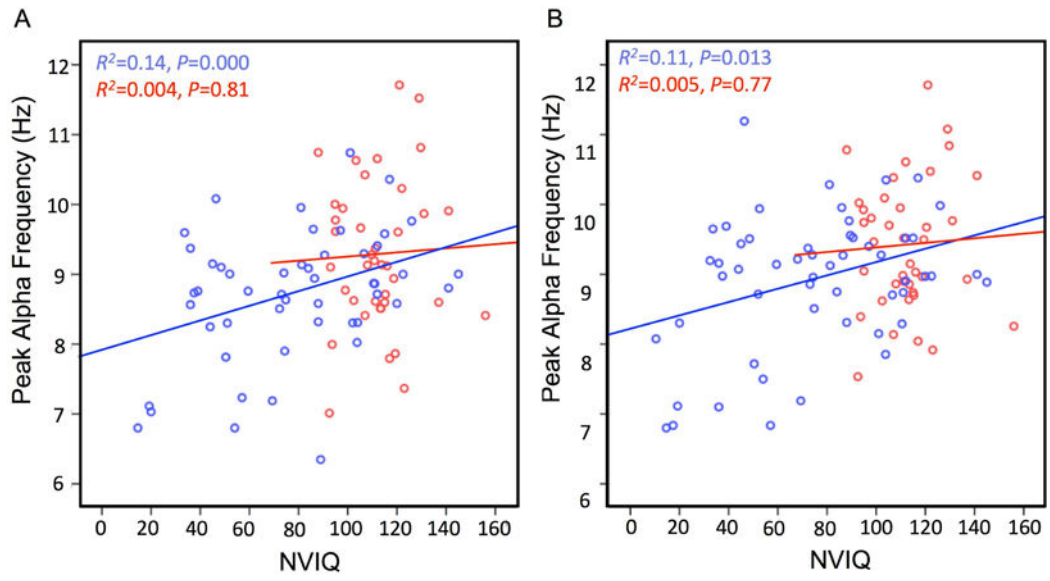 A
R²=0.14, P=0.000
R²=0.004, P=0.81
Peak Alpha Frequency (Hz)
12
11
10
9
8
7
6
0 20 40 60 80 100 120 140 160
NVIQ
B
R²=0.11, P=0.013
R²=0.005, P=0.77
Peak Alpha Frequency (Hz)
12
10
9
8
7
6
0 20 40 60 80 100 120 140 160
NVIQ